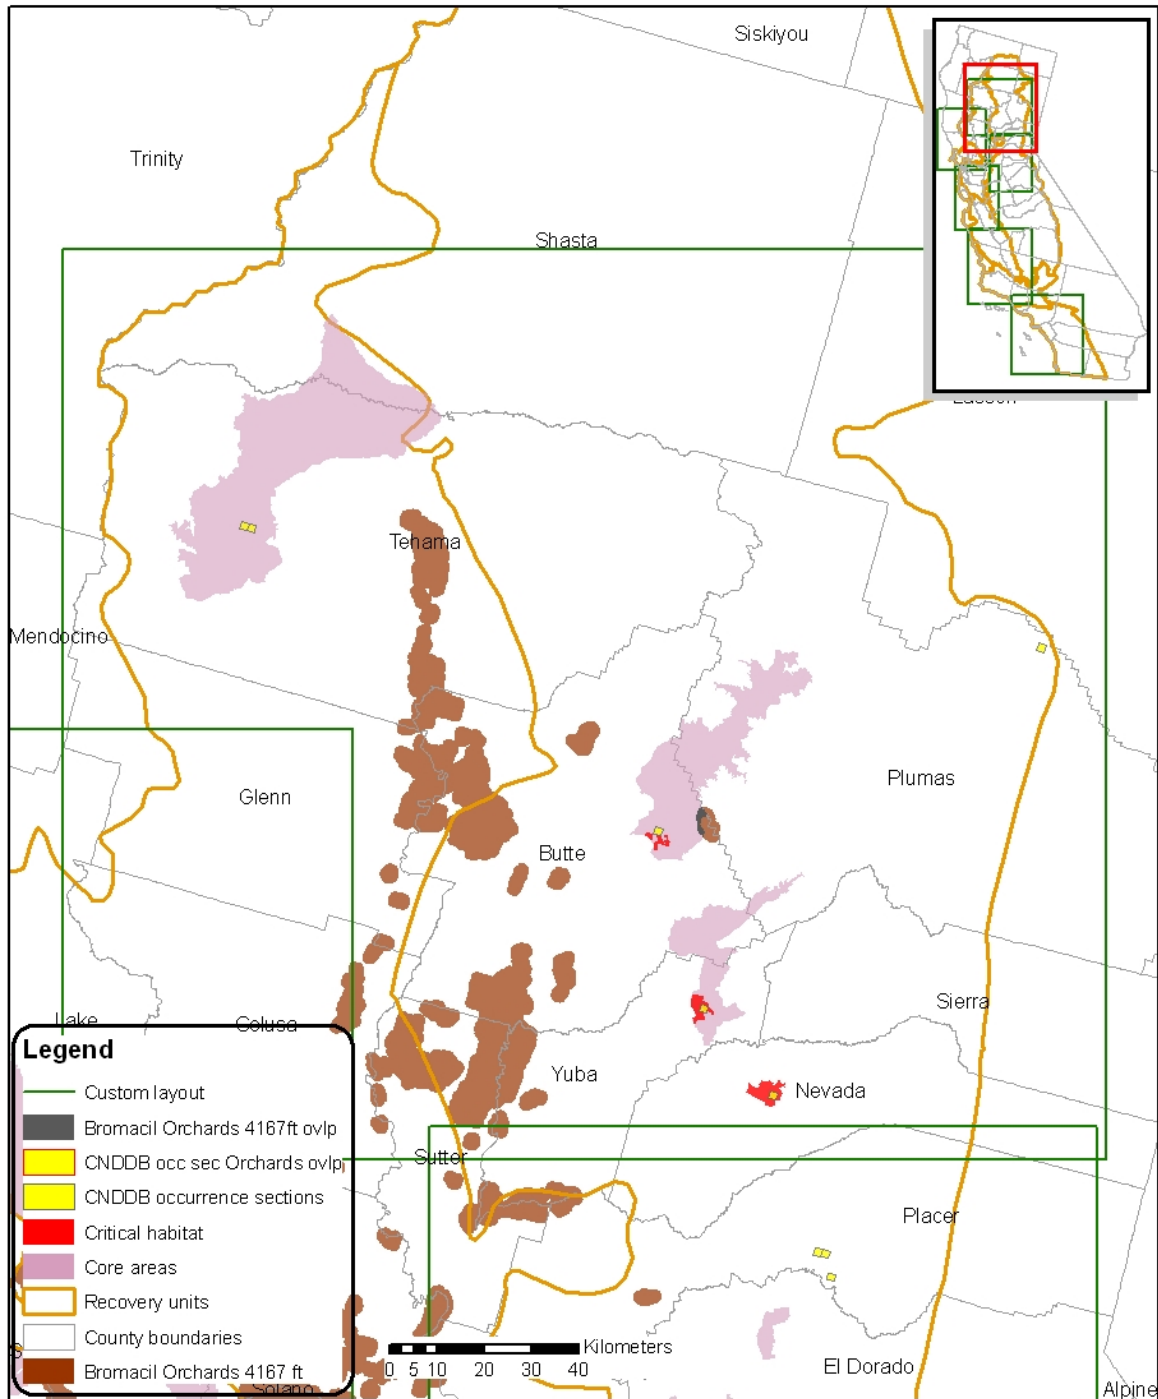 Siskiyou
Trinity
Shasta
Lassen
Tehama
Mendocino
Plumas
Glenn
Butte
Sierra
Lake
Colusa
Yuba
Nevada
Sutter
Placer
El Dorado
Alpine
Solano
Legend
Custom layout
Bromacil Orchards 4167ft ovlp
CNDDB occ sec Orchards ovlp
CNDDB occurrence sections
Critical habitat
Core areas
Recovery units
County boundaries
Bromacil Orchards 4167 ft
Kilometers
0 5 10 20 30 40